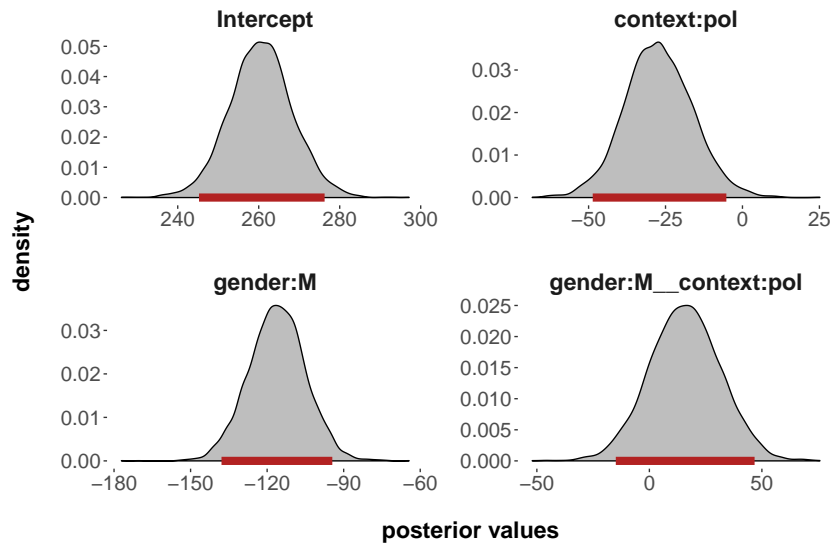 Intercept
context:pol
0.05
0.04
0.03
0.02
0.01
0.00
0.03
0.02
0.01
0.00
240 260 280 300
−50 −25 0 25
density
gender:M
gender:M__context:pol
0.03
0.02
0.01
0.00
0.025
0.020
0.015
0.010
0.005
0.000
−180 −150 −120 −90 −60
−50 0 50
posterior values